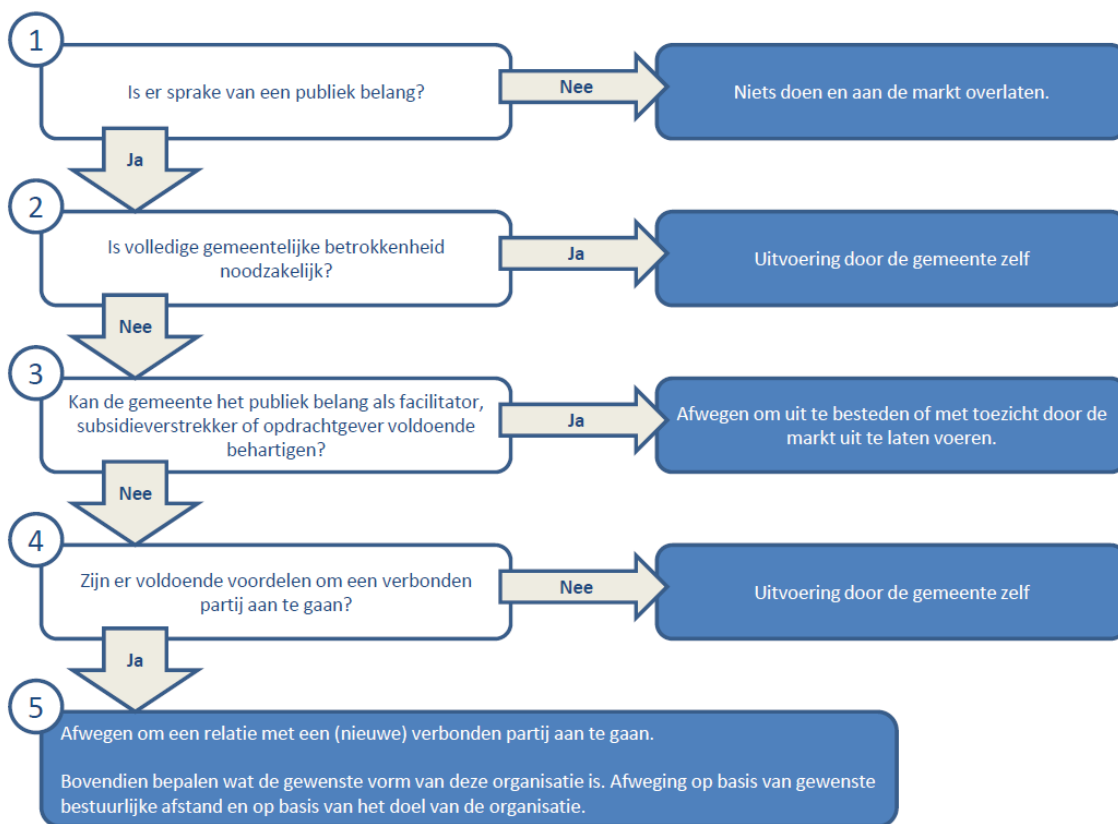 1
Is er sprake van een publiek belang?
Nee
Niets doen en aan de markt overlaten.
Ja
2
Is volledige gemeentelijke betrokkenheid
noodzakelijk?
Ja
Uitvoering door de gemeente zelf
Nee
3
Kan de gemeente het publiek belang als facilitator,
subsidieverstrekker of opdrachtgever voldoende
behartigen?
Ja
Afwegen om uit te besteden of met toezicht door de
markt uit te laten voeren.
Nee
4
Zijn er voldoende voordelen om een verbonden
partij aan te gaan?
Nee
Uitvoering door de gemeente zelf
Ja
5
Afwegen om een relatie met een (nieuwe) verbonden partij aan te gaan.
Bovendien bepalen wat de gewenste vorm van deze organisatie is. Afweging op basis van gewenste
bestuurlijke afstand en op basis van het doel van de organisatie.